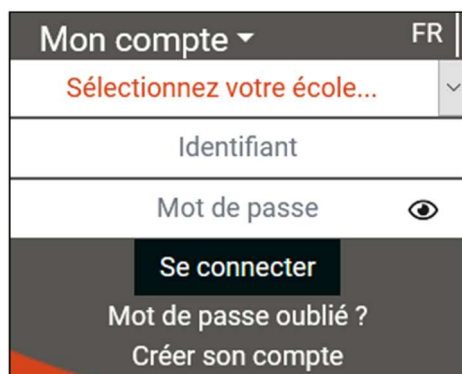 Mon compte FR
Sélectionnez votre école...
Identifiant
Mot de passe
Se connecter
Mot de passe oublié ?
Créer son compte